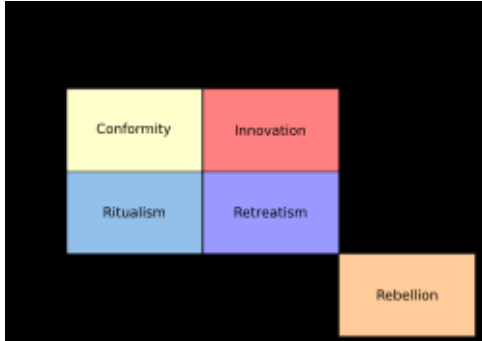 Conformity
Innovation
Ritualism
Retreatism
Rebellion